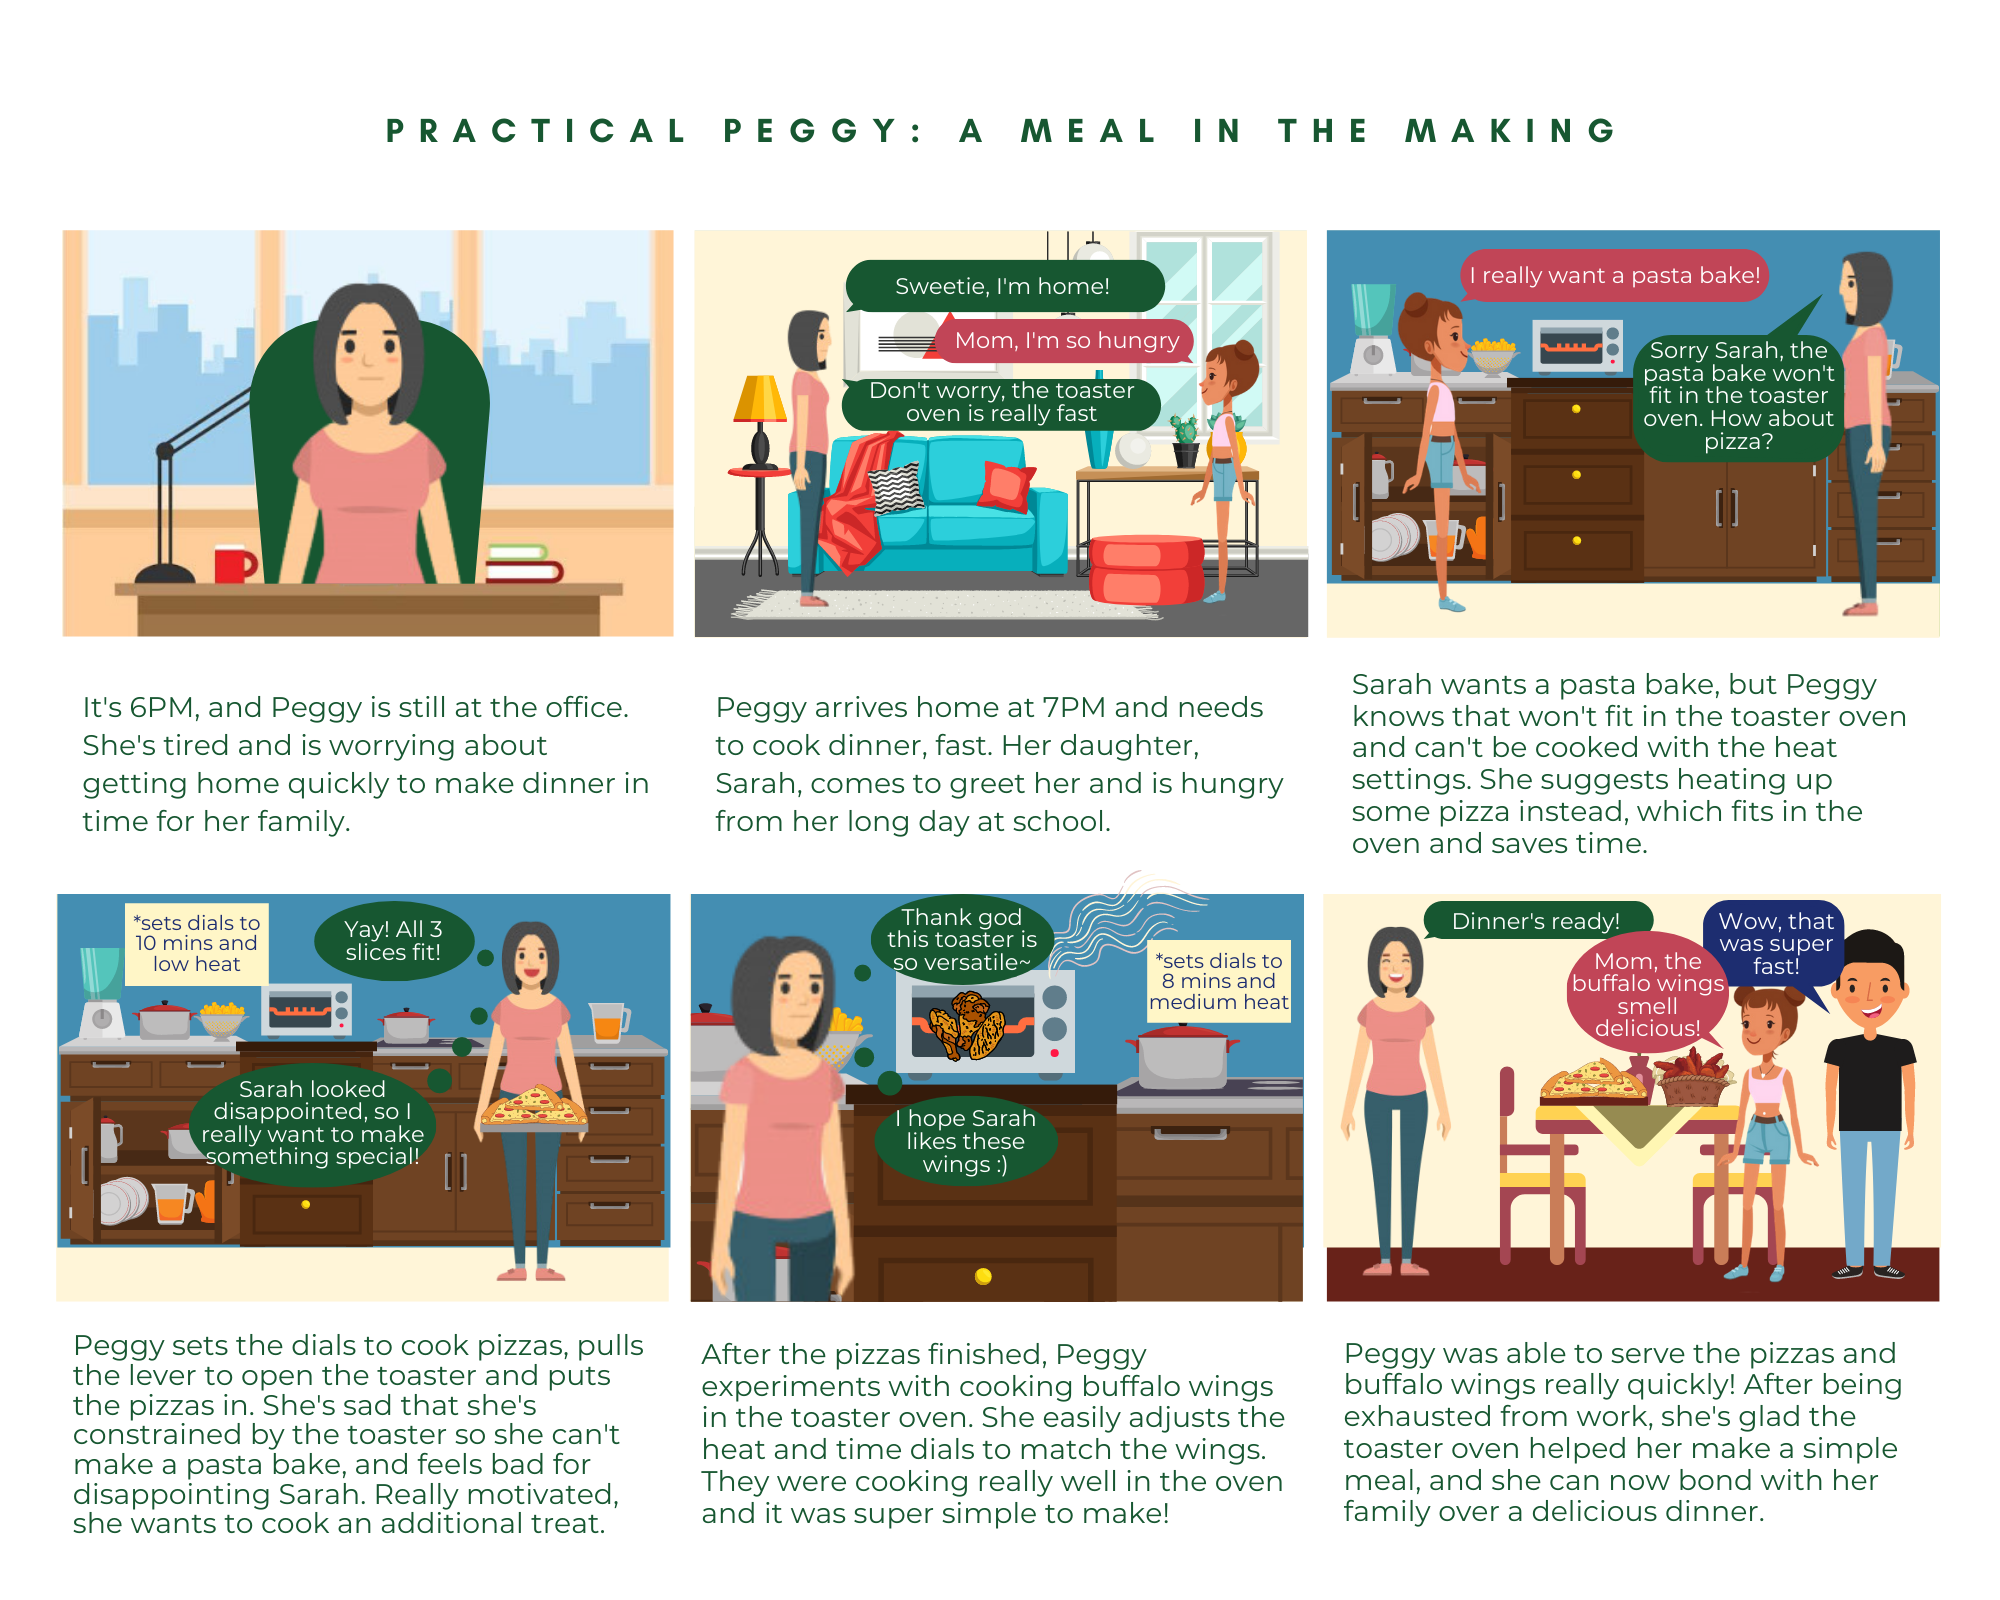 PRACTICAL PEGGY: A MEAL IN THE MAKING
Sweetie, I'm home!
Mom, I'm so hungry
Don't worry, the toaster
oven is really fast
I really want a pasta bake!
Sorry Sarah, the
pasta bake won't
fit in the toaster
oven. How about
pizza?
It's 6PM, and Peggy is still at the office.
She's tired and is worrying about
getting home quickly to make dinner in
time for her family.
Peggy arrives home at 7PM and needs
to cook dinner, fast. Her daughter,
Sarah, comes to greet her and is hungry
from her long day at school.
Sarah wants a pasta bake, but Peggy
knows that won't fit in the toaster oven
and can't be cooked with the heat
settings. She suggests heating up
some pizza instead, which fits in the
oven and saves time.
*sets dials to
10 mins and
low heat
Yay! All 3
slices fit!
Sarah looked
disappointed, so I
really want to make
something special!
Thank god
this toaster is
so versatile~
*sets dials to
8 mins and
medium heat
I hope Sarah
likes these
wings :)
Dinner's ready!
Wow, that
was super
fast!
Mom, the
buffalo wings
smell
delicious!
Peggy sets the dials to cook pizzas, pulls
the lever to open the toaster and puts
the pizzas in. She's sad that she's
constrained by the toaster so she can't
make a pasta bake, and feels bad for
disappointing Sarah. Really motivated,
she wants to cook an additional treat.
After the pizzas finished, Peggy
experiments with cooking buffalo wings
in the toaster oven. She easily adjusts the
heat and time dials to match the wings.
They were cooking really well in the oven
and it was super simple to make!
Peggy was able to serve the pizzas and
buffalo wings really quickly! After being
exhausted from work, she's glad the
toaster oven helped her make a simple
meal, and she can now bond with her
family over a delicious dinner.